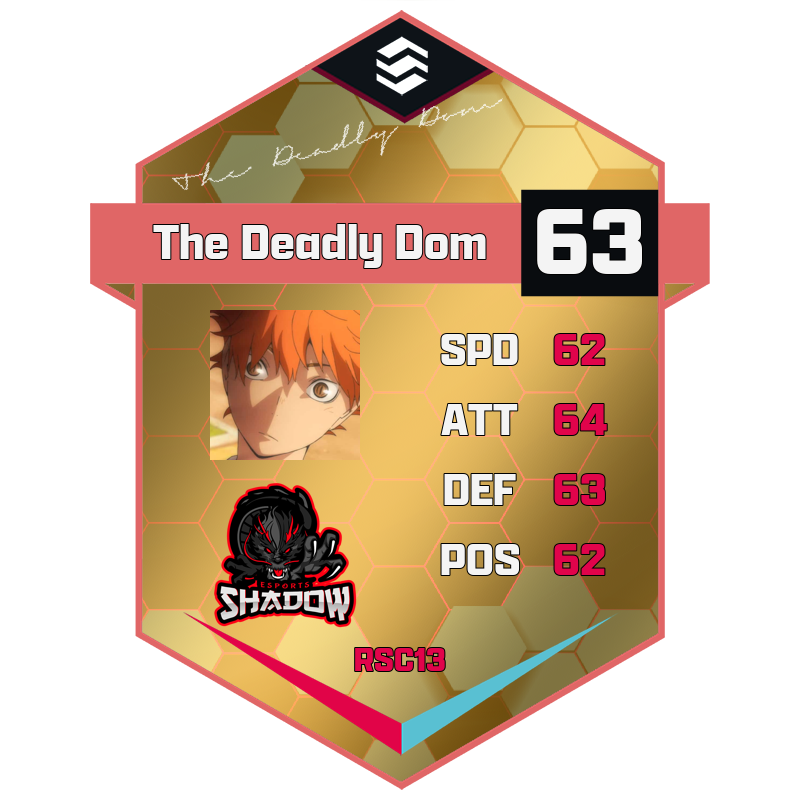 The Deadly Dom
The Deadly Dom 63
SPD 62
ATT 64
DEF 63
POS 62
ESPORTS
SHADOW
RSC13